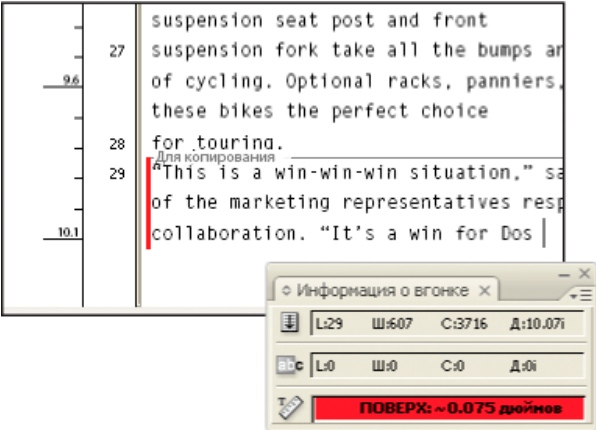 suspension seat post and front
27 suspension fork take all the bumps ar
9.6 of cycling. Optional racks, panniers,
these bikes the perfect choice
28 for touring.
Для копирования
29 “This is a win-win-win situation,” sa
of the marketing representatives resp
10.1 collaboration. “It's a win for Dos
Информация о вгонке
L:29 Ш:607 С:3716 Д:10.07i
abc L:0 Ш:0 С:0 Д:0i
ПОВЕРХ: ~0.075 дюймов